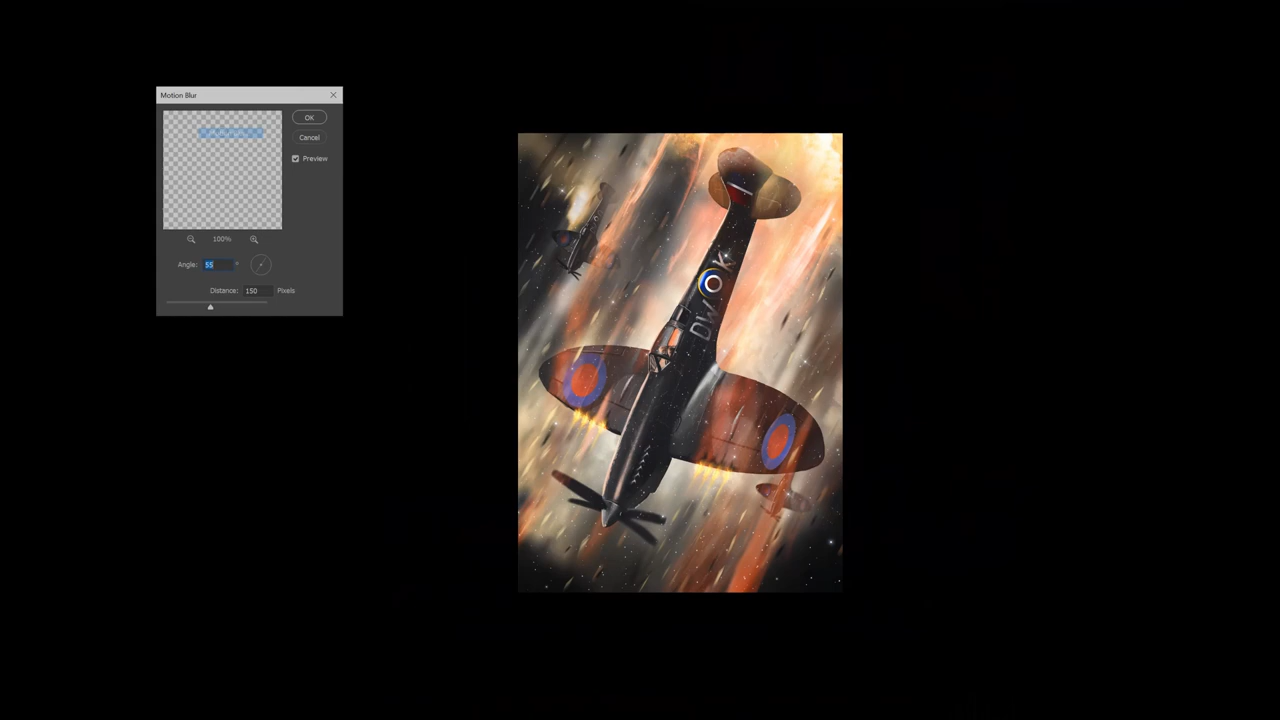 Motion Blur
OK
Cancel
Preview
100%
Angle: 55 °
Distance: 150 Pixels
DW K